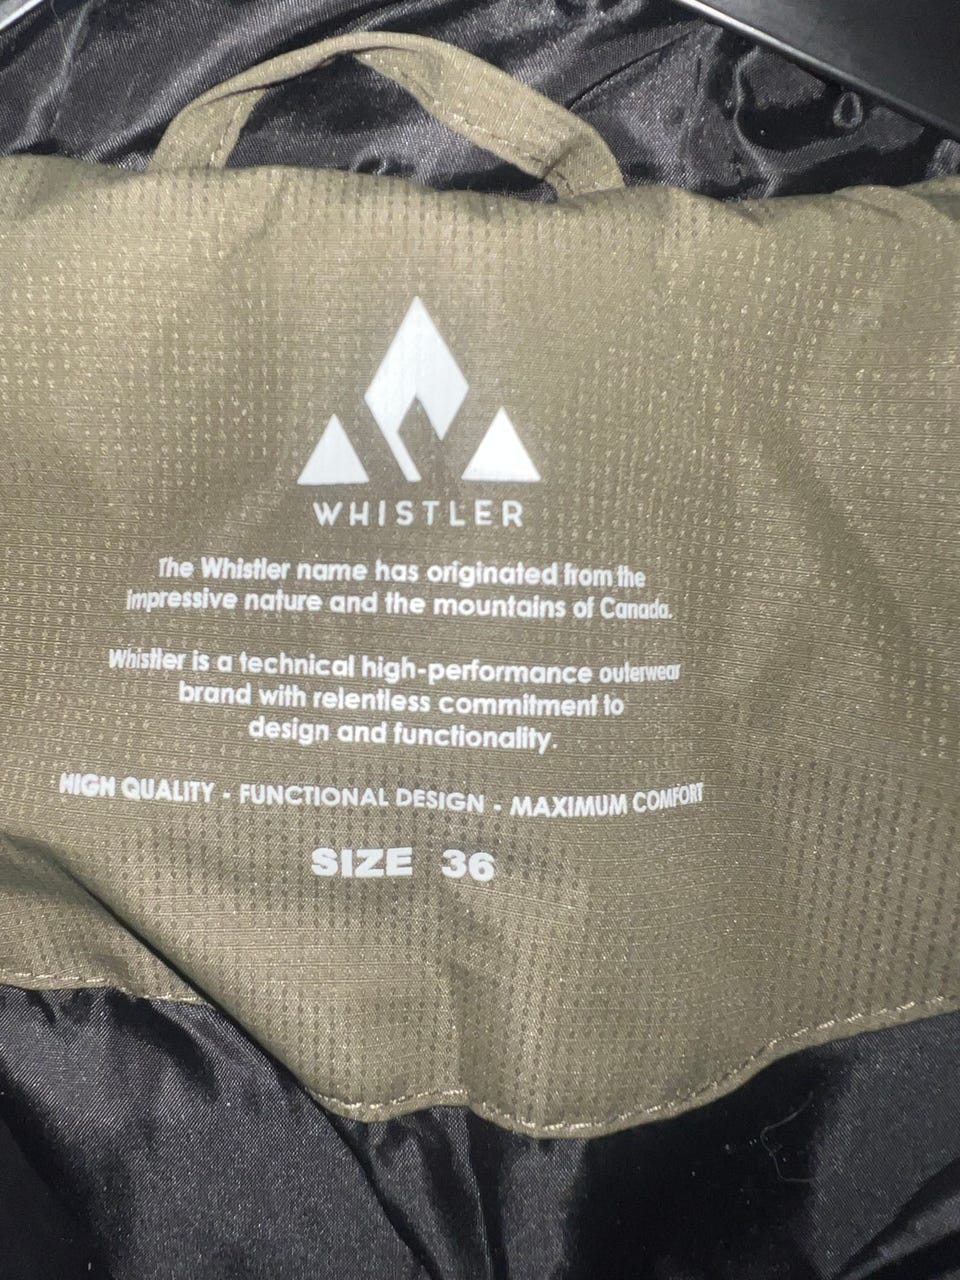 WHISTLER
The Whistler name has originated from the
impressive nature and the mountains of Canada.
Whistler is a technical high-performance outerwear
brand with relentless commitment to
design and functionality.
HIGH QUALITY - FUNCTIONAL DESIGN - MAXIMUM COMFORT
SIZE 36